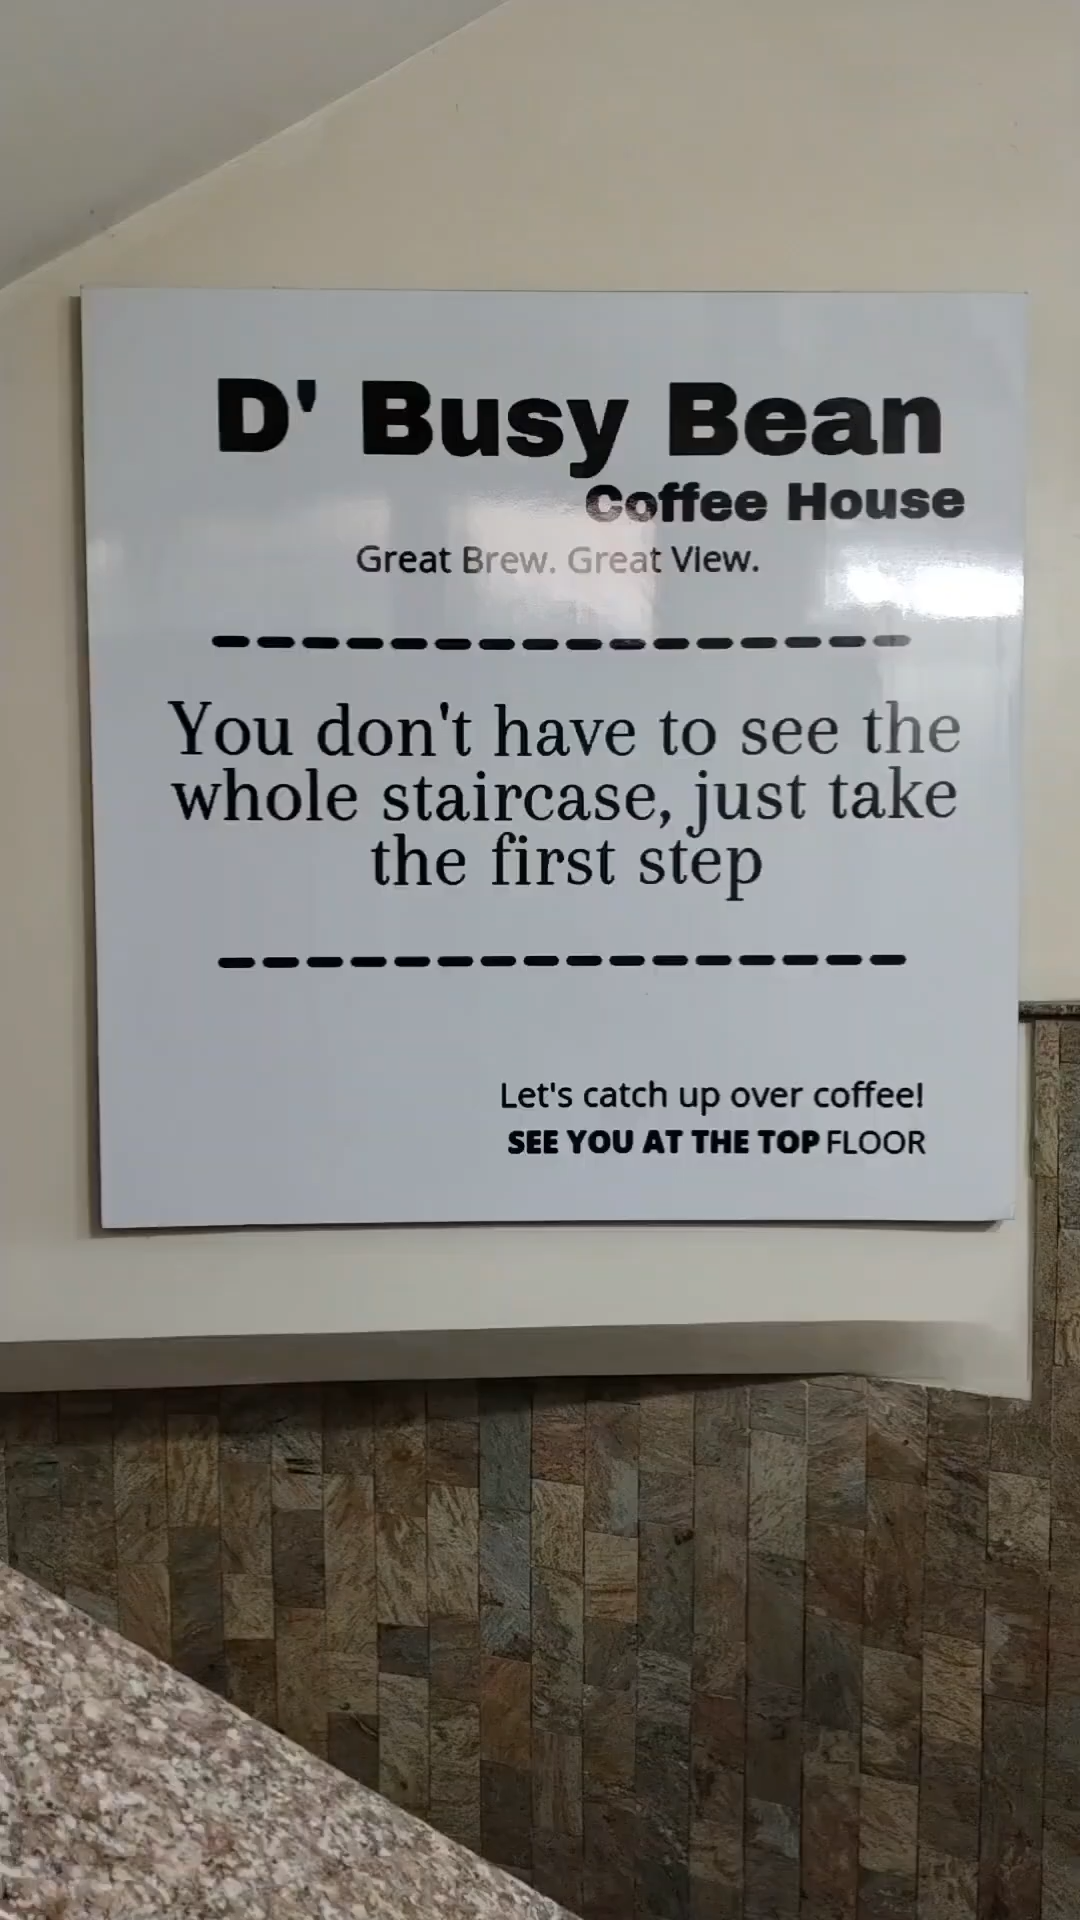 D' Busy Bean
Coffee House
Great Brew. Great View.
You don't have to see the
whole staircase, just take
the first step
Let's catch up over coffee!
SEE YOU AT THE TOP FLOOR